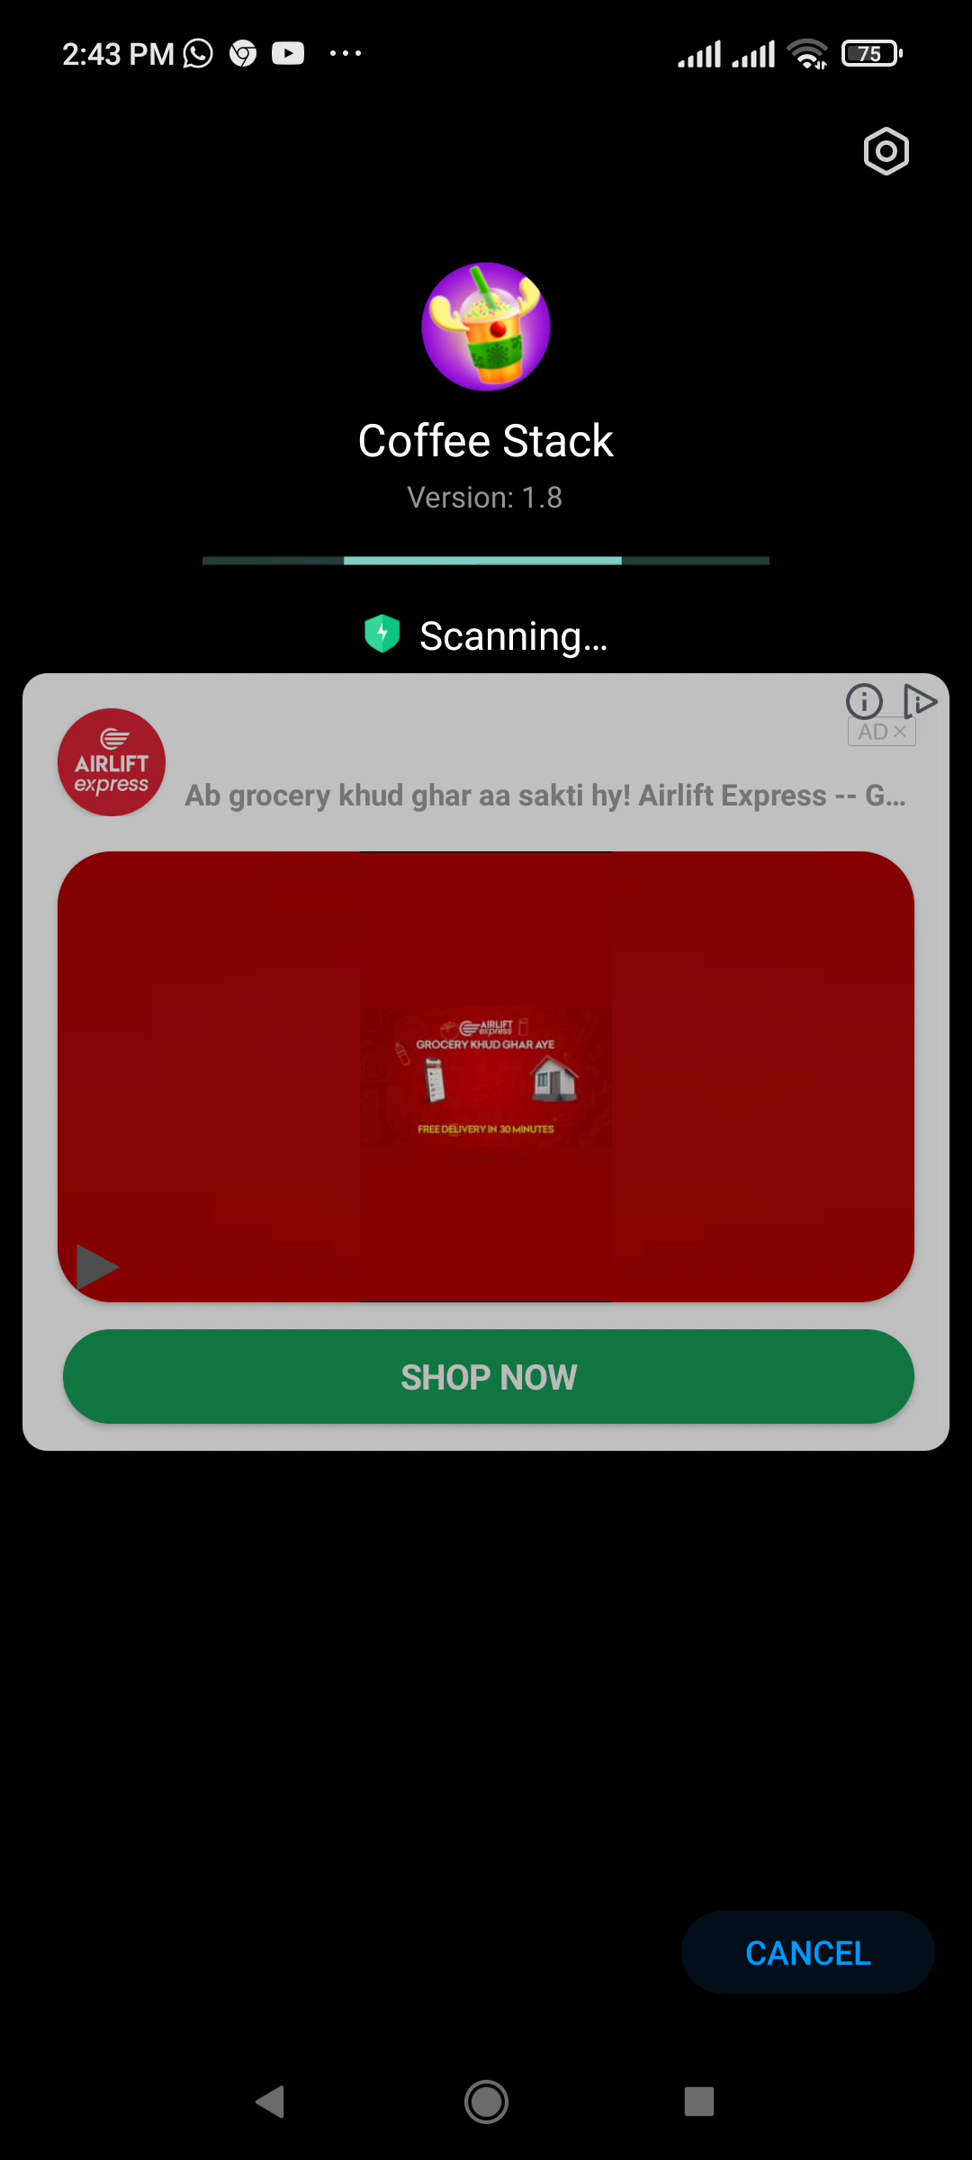 2:43 PM
75
Coffee Stack
Version: 1.8
Scanning...
AD
AIRLIFT
express
Ab grocery khud ghar aa sakti hy! Airlift Express -- G...
AIRLIFT
express
GROCERY KHUD GHAR AYE
FREE DELIVERY IN 30 MINUTES
SHOP NOW
CANCEL